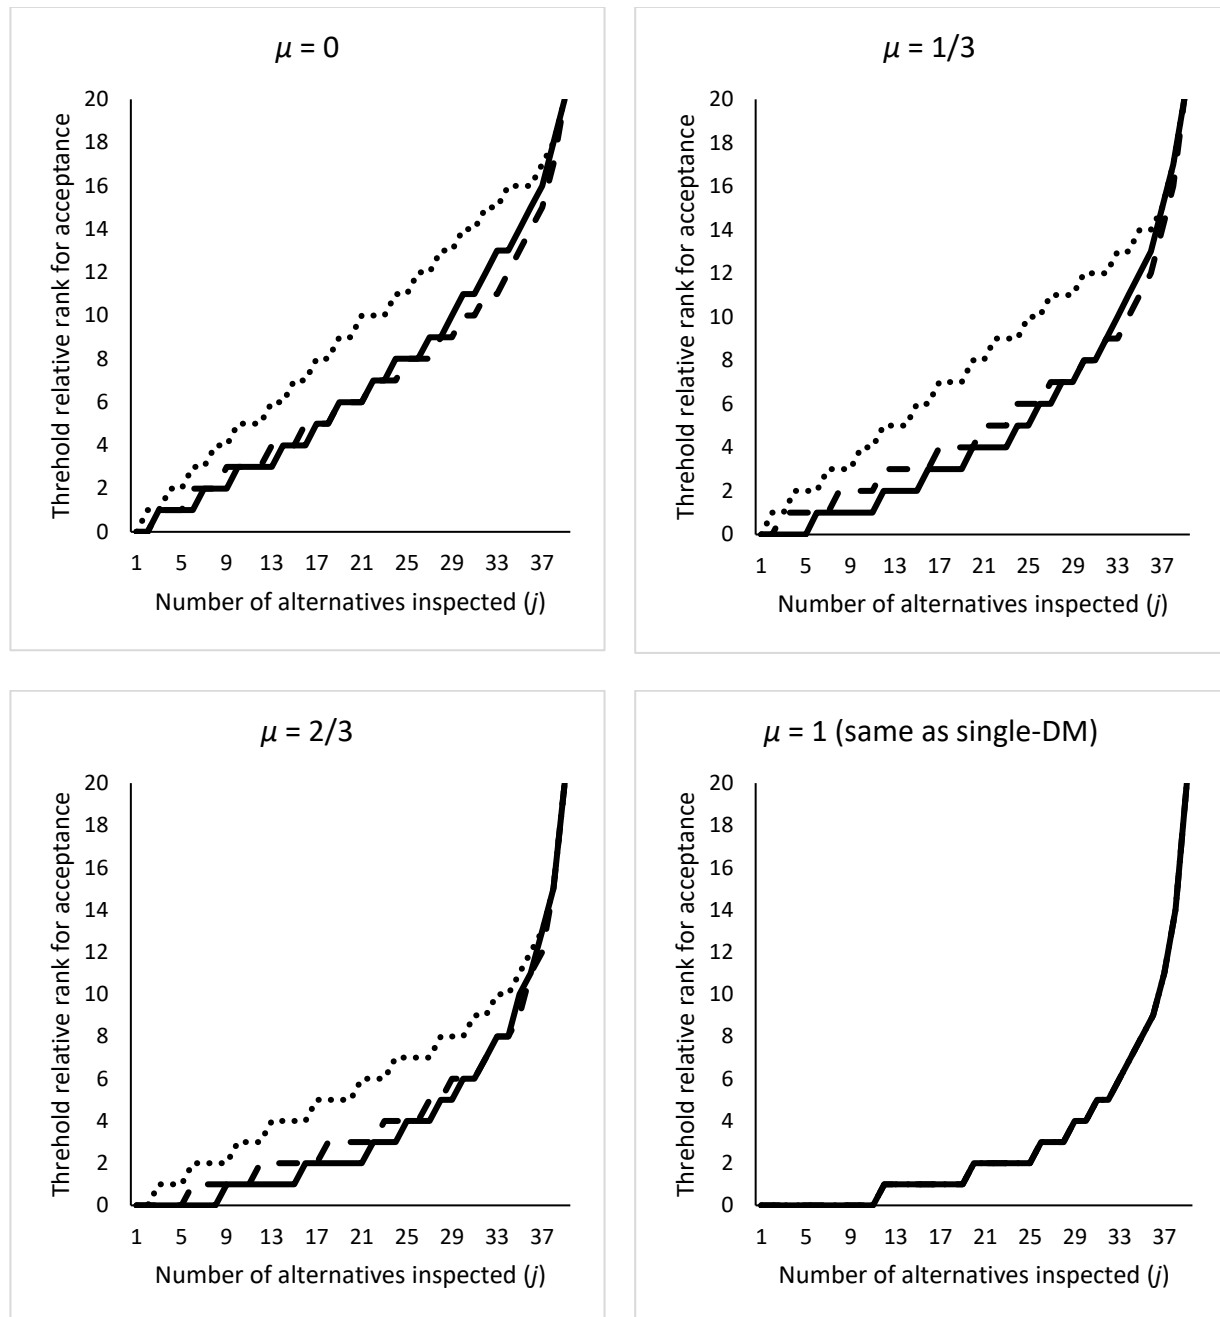 μ = 0
Threhold relative rank for acceptance
20
18
16
14
12
10
8
6
4
2
0
1 5 9 13 17 21 25 29 33 37
Number of alternatives inspected (j)
μ = 1/3
Threhold relative rank for acceptance
20
18
16
14
12
10
8
6
4
2
0
1 5 9 13 17 21 25 29 33 37
Number of alternatives inspected (j)
μ = 2/3
Threhold relative rank for acceptance
20
18
16
14
12
10
8
6
4
2
0
1 5 9 13 17 21 25 29 33 37
Number of alternatives inspected (j)
μ = 1 (same as single-DM)
Threhold relative rank for acceptance
20
18
16
14
12
10
8
6
4
2
0
1 5 9 13 17 21 25 29 33 37
Number of alternatives inspected (j)